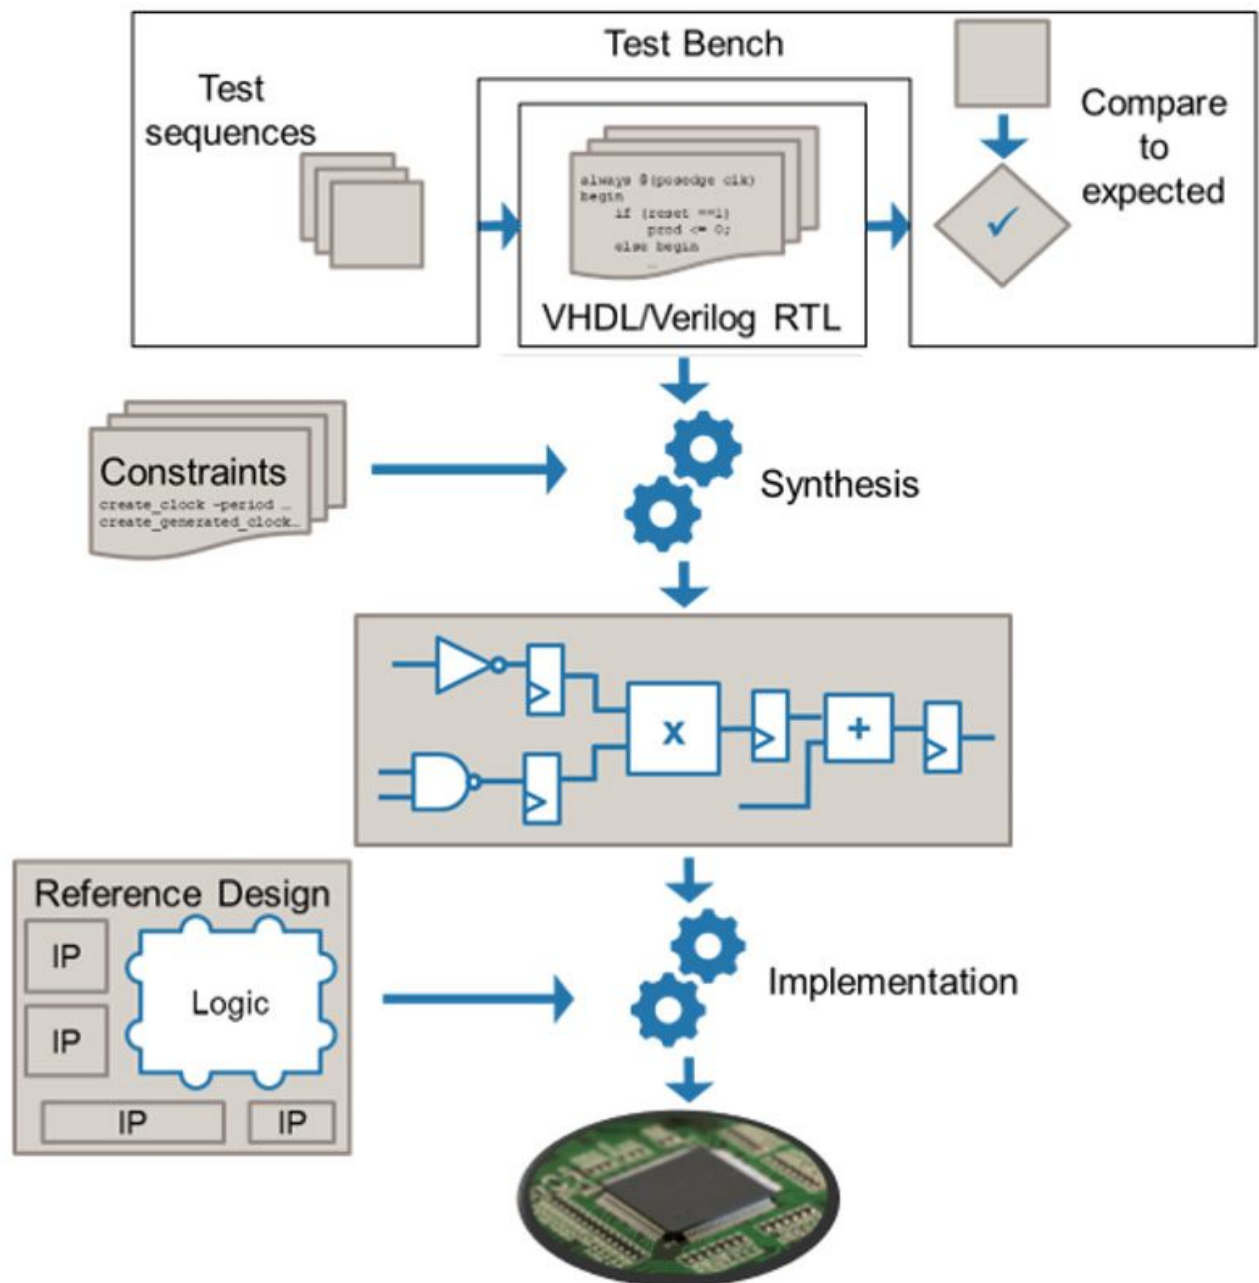 Test Bench
Test
sequences
always @(posedge clk)
begin
if (reset ==1)
prod <= 0;
else begin
…
VHDL/Verilog RTL
Compare
to
expected
✓
Constraints
create_clock –period …
create_generated_clock…
Synthesis
x
+
Reference Design
IP
IP
Logic
IP
IP
Implementation